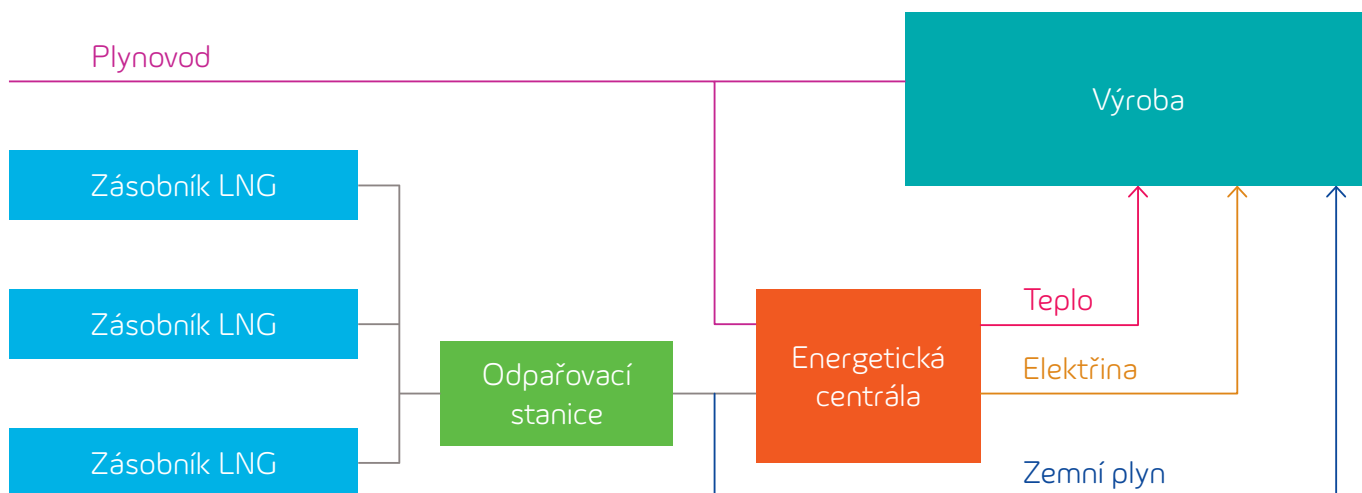 Plynovod
Výroba
Zásobník LNG
Zásobník LNG
Zásobník LNG
Odpařovací
stanice
Energetická
centrála
Teplo
Elektřina
Zemní plyn